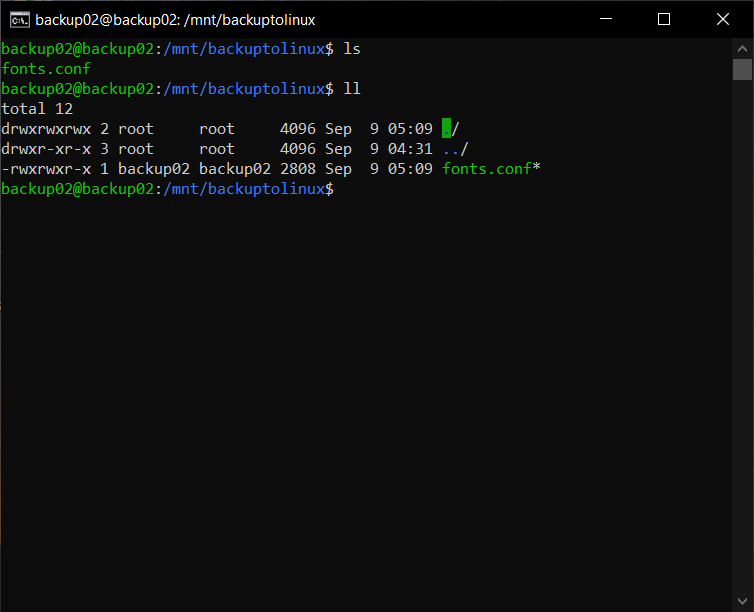 backup02@backup02: /mnt/backuptolinux
backup02@backup02:/mnt/backuptolinux$ ls
fonts.conf
backup02@backup02:/mnt/backuptolinux$ ll
total 12
drwxrwxrwx 2 root     root     4096 Sep  9 05:09 ./
drwxr-xr-x 3 root     root     4096 Sep  9 04:31 ../
-rwxrwxr-x 1 backup02 backup02 2808 Sep  9 05:09 fonts.conf*
backup02@backup02:/mnt/backuptolinux$